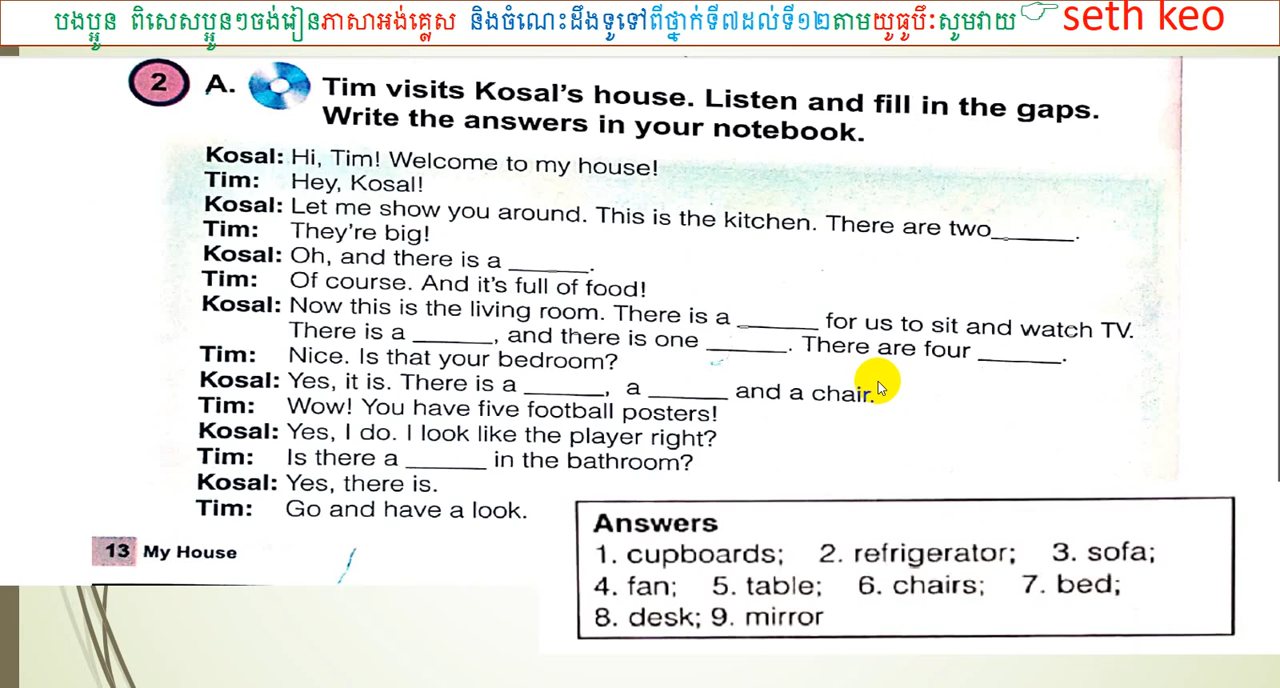 បងប្អូន ពិសេសប្អូនៗចង់រៀនភាសាអង់គ្លេស និងចំណេះដឹងទូទៅពីថ្នាក់ទី៧ដល់ទី១២តាមយូធូបឺៈសូមវាយ👉seth keo
2 A. Tim visits Kosal's house. Listen and fill in the gaps.
Write the answers in your notebook.
Kosal: Hi, Tim! Welcome to my house!
Tim: Hey, Kosal!
Kosal: Let me show you around. This is the kitchen. There are two______.
Tim: They're big!
Kosal: Oh, and there is a ______.
Tim: Of course. And it's full of food!
Kosal: Now this is the living room. There is a ______ for us to sit and watch TV.
There is a ______, and there is one ______. There are four ______.
Tim: Nice. Is that your bedroom?
Kosal: Yes, it is. There is a ______, a ______ and a chair.
Tim: Wow! You have five football posters!
Kosal: Yes, I do. I look like the player right?
Tim: Is there a ______ in the bathroom?
Kosal: Yes, there is.
Tim: Go and have a look.
13 My House
Answers
1. cupboards; 2. refrigerator; 3. sofa;
4. fan; 5. table; 6. chairs; 7. bed;
8. desk; 9. mirror